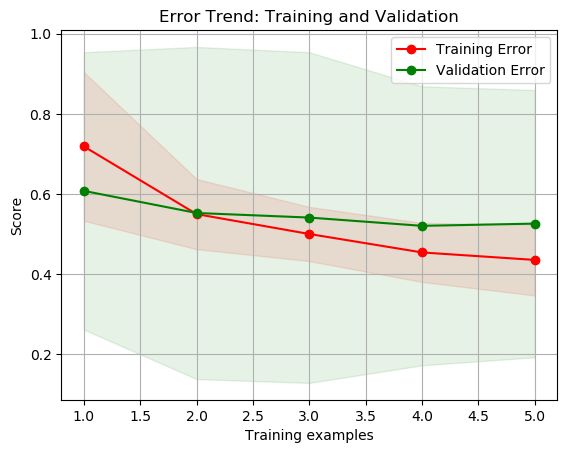 Error Trend: Training and Validation
Training Error
Validation Error
Score
1.0
0.8
0.6
0.4
0.2
1.0 1.5 2.0 2.5 3.0 3.5 4.0 4.5 5.0
Training examples